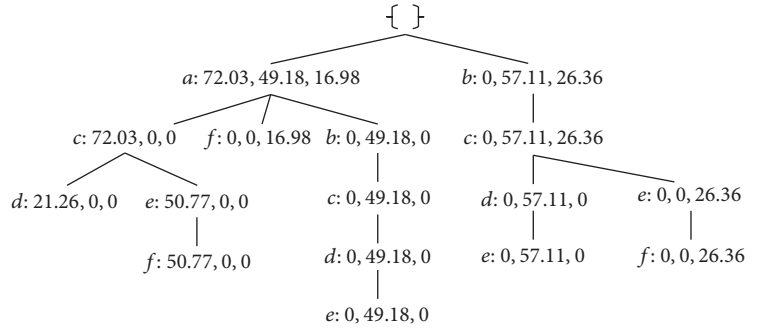 { }
a: 72.03, 49.18, 16.98 b: 0, 57.11, 26.36
c: 72.03, 0, 0 f: 0, 0, 16.98 b: 0, 49.18, 0 c: 0, 57.11, 26.36
d: 21.26, 0, 0 e: 50.77, 0, 0 c: 0, 49.18, 0 d: 0, 57.11, 0 e: 0, 0, 26.36
f: 50.77, 0, 0 d: 0, 49.18, 0 e: 0, 57.11, 0 f: 0, 0, 26.36
e: 0, 49.18, 0